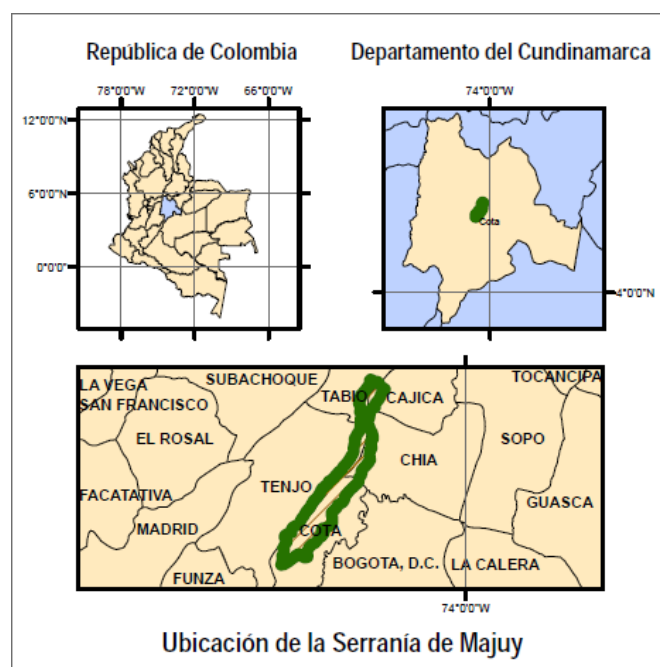 República de Colombia
78°0'0"W 72°0'0"W 66°0'0"W
12°0'0"N
6°0'0"N
0°0'0"
Departamento del Cundinamarca
74°0'0"W
Cota
4°0'0"N
LA VEGA
SUBACHOQUE
TABIO
CAJICA
TOCANCIPA
SAN FRANCISCO
EL ROSAL
SOPO
CHIA
TENJO
FACATATIVA
GUASCA
MADRID
COTA
BOGOTA, D.C.
LA CALERA
FUNZA
74°0'0"W
Ubicación de la Serranía de Majuy